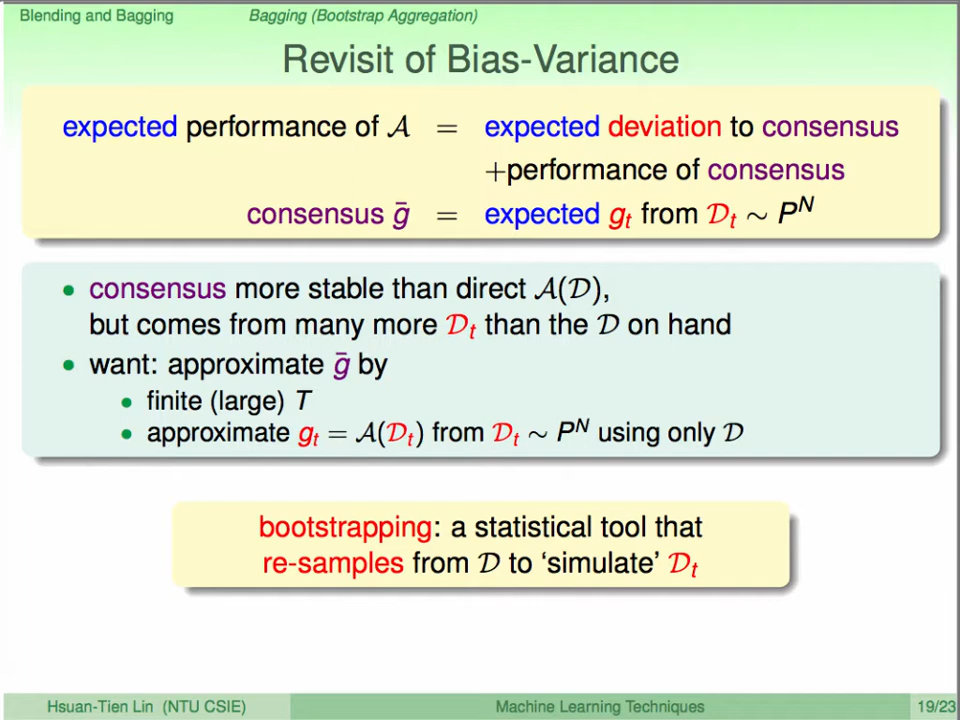 Blending and Bagging
Bagging (Bootstrap Aggregation)
Revisit of Bias-Variance
expected performance of 𝒜 = expected deviation to consensus
+performance of consensus
consensus ḡ = expected gₜ from 𝒟ₜ ∼ Pᴺ
• consensus more stable than direct 𝒜(𝒟),
but comes from many more 𝒟ₜ than the 𝒟 on hand
• want: approximate ḡ by
• finite (large) T
• approximate gₜ = 𝒜(𝒟ₜ) from 𝒟ₜ ∼ Pᴺ using only 𝒟
bootstrapping: a statistical tool that
re-samples from 𝒟 to ‘simulate’ 𝒟ₜ
Hsuan-Tien Lin (NTU CSIE)
Machine Learning Techniques
19/23